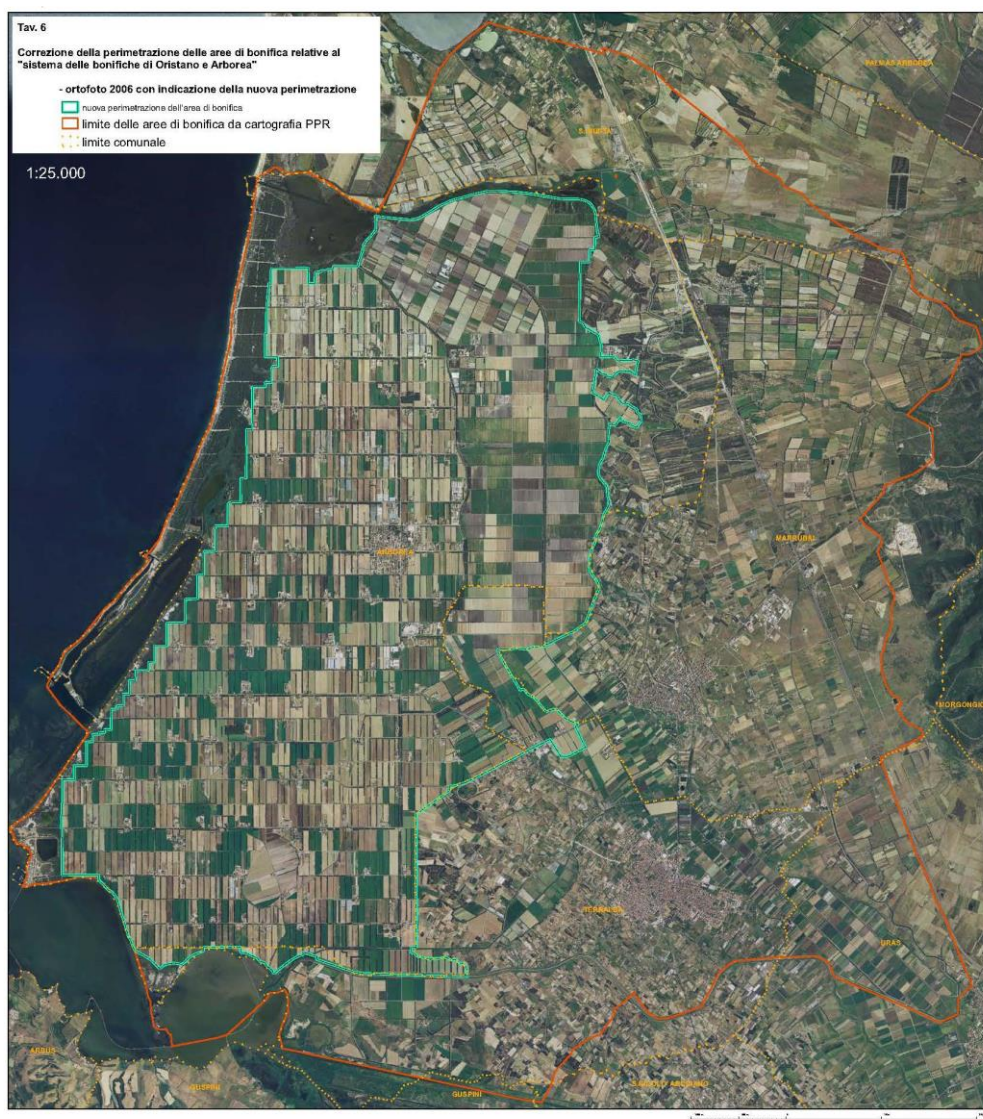 Tav. 6
Correzione della perimetrazione delle aree di bonifica relative al
"sistema delle bonifiche di Oristano e Arborea"
- ortofoto 2006 con indicazione della nuova perimetrazione
nuova perimetrazione dell'area di bonifica
limite delle aree di bonifica da cartografia PPR
limite comunale
1:25.000
PALMAS ARBOREA
S.GIUSTA
ARBOREA
MARRUBIU
MORGONGIO
TERRALBA
URAS
ARBUS
GUSPINI
GUSPINI